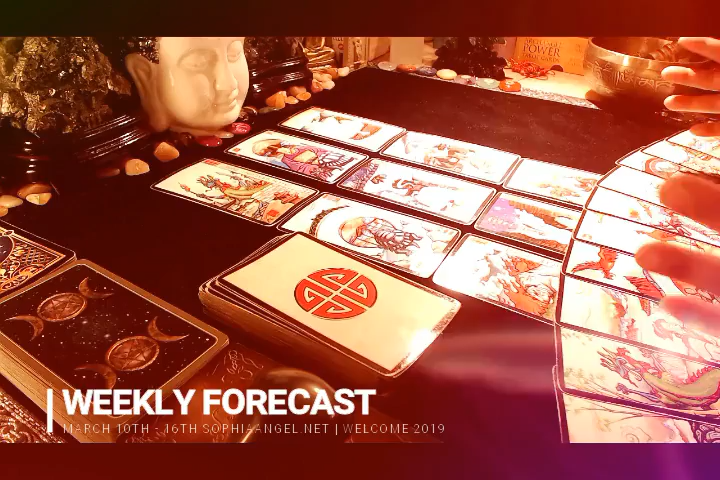 POWER
WEEKLY FORECAST
MARCH 10TH - 16TH SOPHIAANGEL.NET | WELCOME 2019